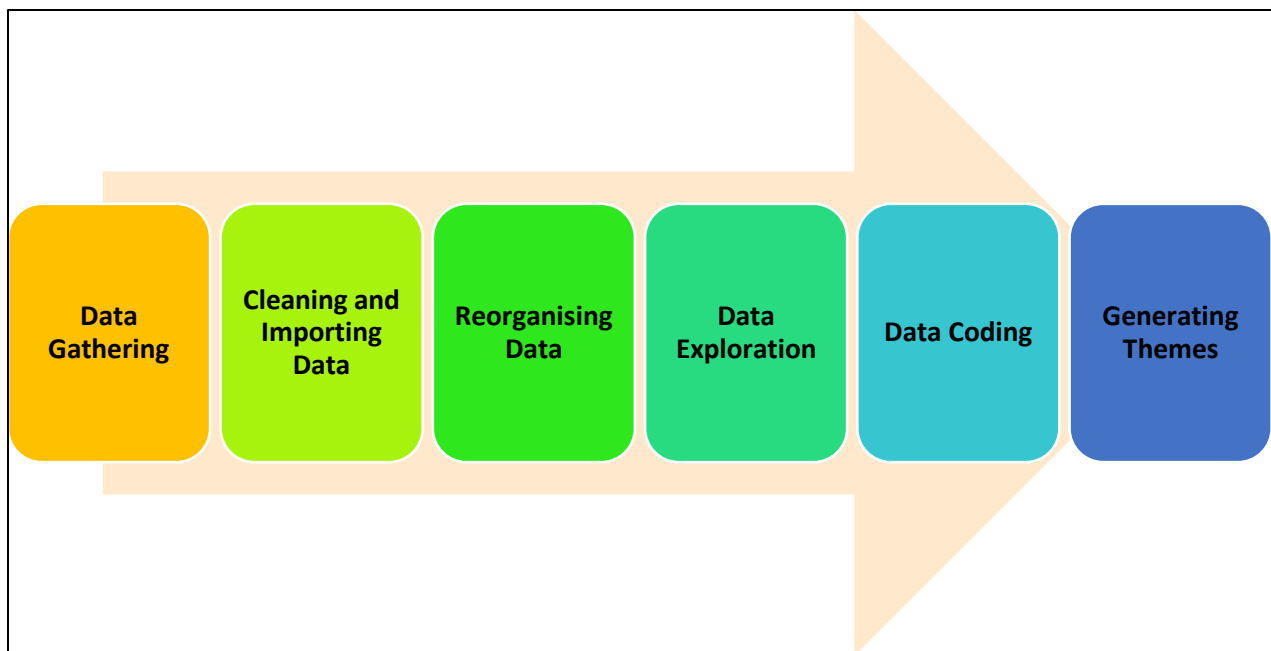 Data
Gathering
Cleaning and
Importing
Data
Reorganising
Data
Data
Exploration
Data Coding
Generating
Themes